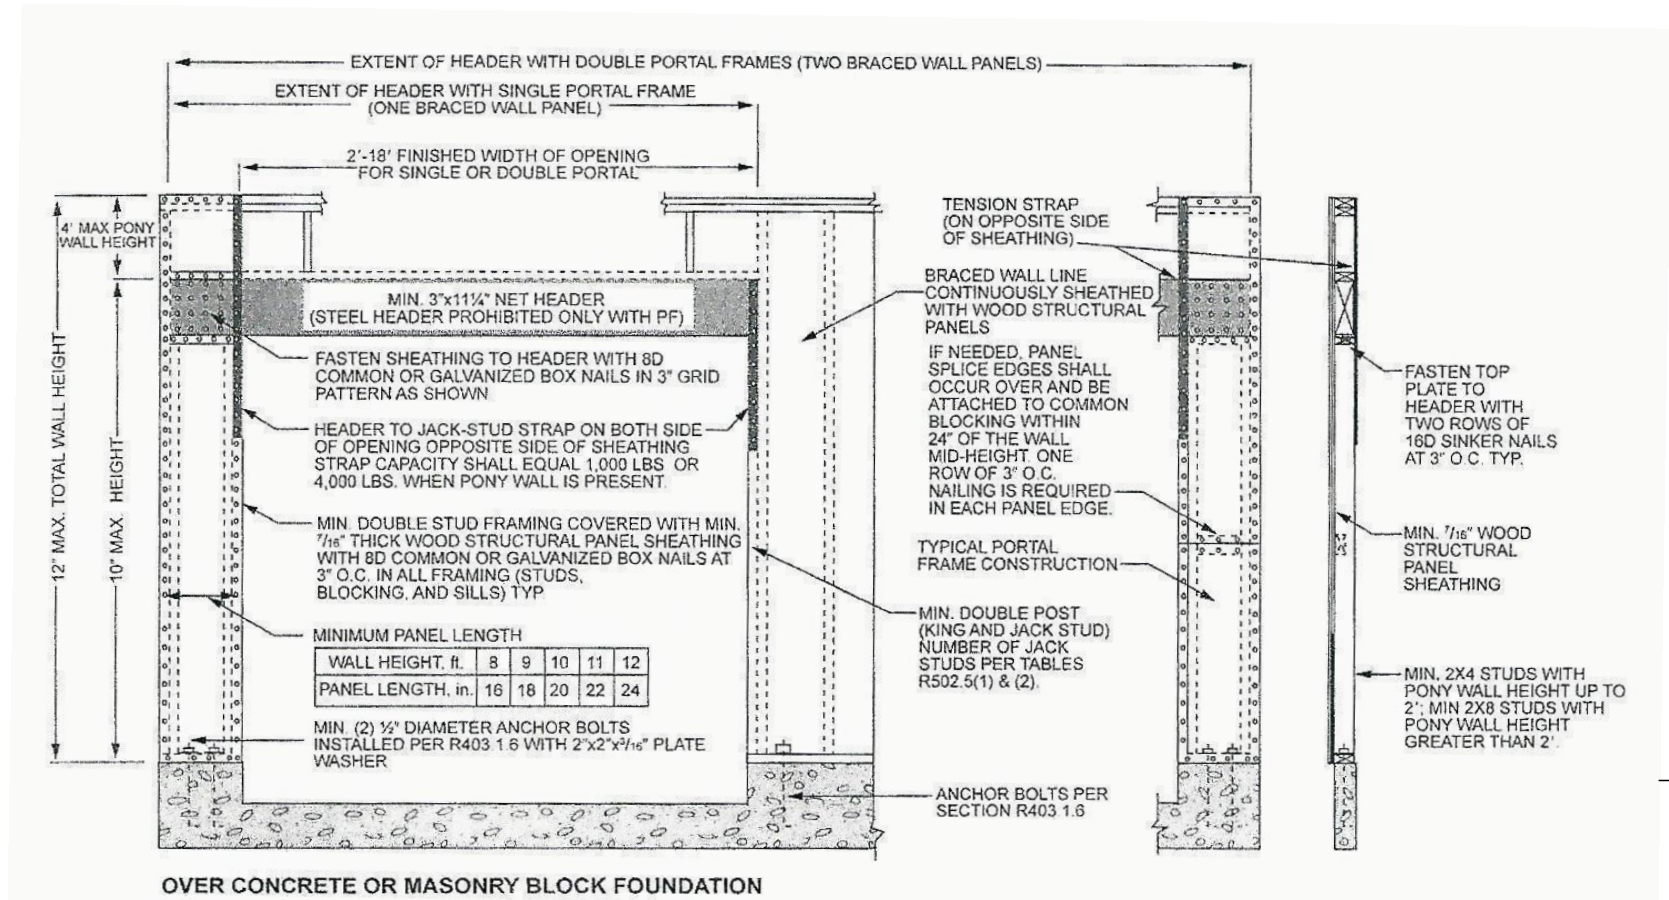 EXTENT OF HEADER WITH DOUBLE PORTAL FRAMES (TWO BRACED WALL PANELS)
EXTENT OF HEADER WITH SINGLE PORTAL FRAME
(ONE BRACED WALL PANEL)
2'-18' FINISHED WIDTH OF OPENING
FOR SINGLE OR DOUBLE PORTAL
4' MAX PONY
WALL HEIGHT
12" MAX. TOTAL WALL HEIGHT
10" MAX. HEIGHT
MIN. 3"x11¼" NET HEADER
(STEEL HEADER PROHIBITED ONLY WITH PF)
FASTEN SHEATHING TO HEADER WITH 8D
COMMON OR GALVANIZED BOX NAILS IN 3" GRID
PATTERN AS SHOWN
HEADER TO JACK-STUD STRAP ON BOTH SIDE
OF OPENING OPPOSITE SIDE OF SHEATHING
STRAP CAPACITY SHALL EQUAL 1,000 LBS OR
4,000 LBS. WHEN PONY WALL IS PRESENT.
MIN. DOUBLE STUD FRAMING COVERED WITH MIN.
7/16" THICK WOOD STRUCTURAL PANEL SHEATHING
WITH 8D COMMON OR GALVANIZED BOX NAILS AT
3" O.C. IN ALL FRAMING (STUDS,
BLOCKING, AND SILLS) TYP
MINIMUM PANEL LENGTH
WALL HEIGHT, ft. 8 9 10 11 12
PANEL LENGTH, in. 16 18 20 22 24
MIN. (2) ½" DIAMETER ANCHOR BOLTS
INSTALLED PER R403.1.6 WITH 2"x2"x3/16" PLATE
WASHER
TENSION STRAP
(ON OPPOSITE SIDE
OF SHEATHING)
BRACED WALL LINE
CONTINUOUSLY SHEATHED
WITH WOOD STRUCTURAL
PANELS
IF NEEDED, PANEL
SPLICE EDGES SHALL
OCCUR OVER AND BE
ATTACHED TO COMMON
BLOCKING WITHIN
24" OF THE WALL
MID-HEIGHT. ONE
ROW OF 3" O.C.
NAILING IS REQUIRED
IN EACH PANEL EDGE.
TYPICAL PORTAL
FRAME CONSTRUCTION
MIN. DOUBLE POST
(KING AND JACK STUD)
NUMBER OF JACK
STUDS PER TABLES
R502.5(1) & (2).
ANCHOR BOLTS PER
SECTION R403.1.6
FASTEN TOP
PLATE TO
HEADER WITH
TWO ROWS OF
16D SINKER NAILS
AT 3" O.C. TYP.
MIN. 7/16" WOOD
STRUCTURAL
PANEL
SHEATHING
MIN. 2X4 STUDS WITH
PONY WALL HEIGHT UP TO
2'; MIN 2X8 STUDS WITH
PONY WALL HEIGHT
GREATER THAN 2'.
OVER CONCRETE OR MASONRY BLOCK FOUNDATION